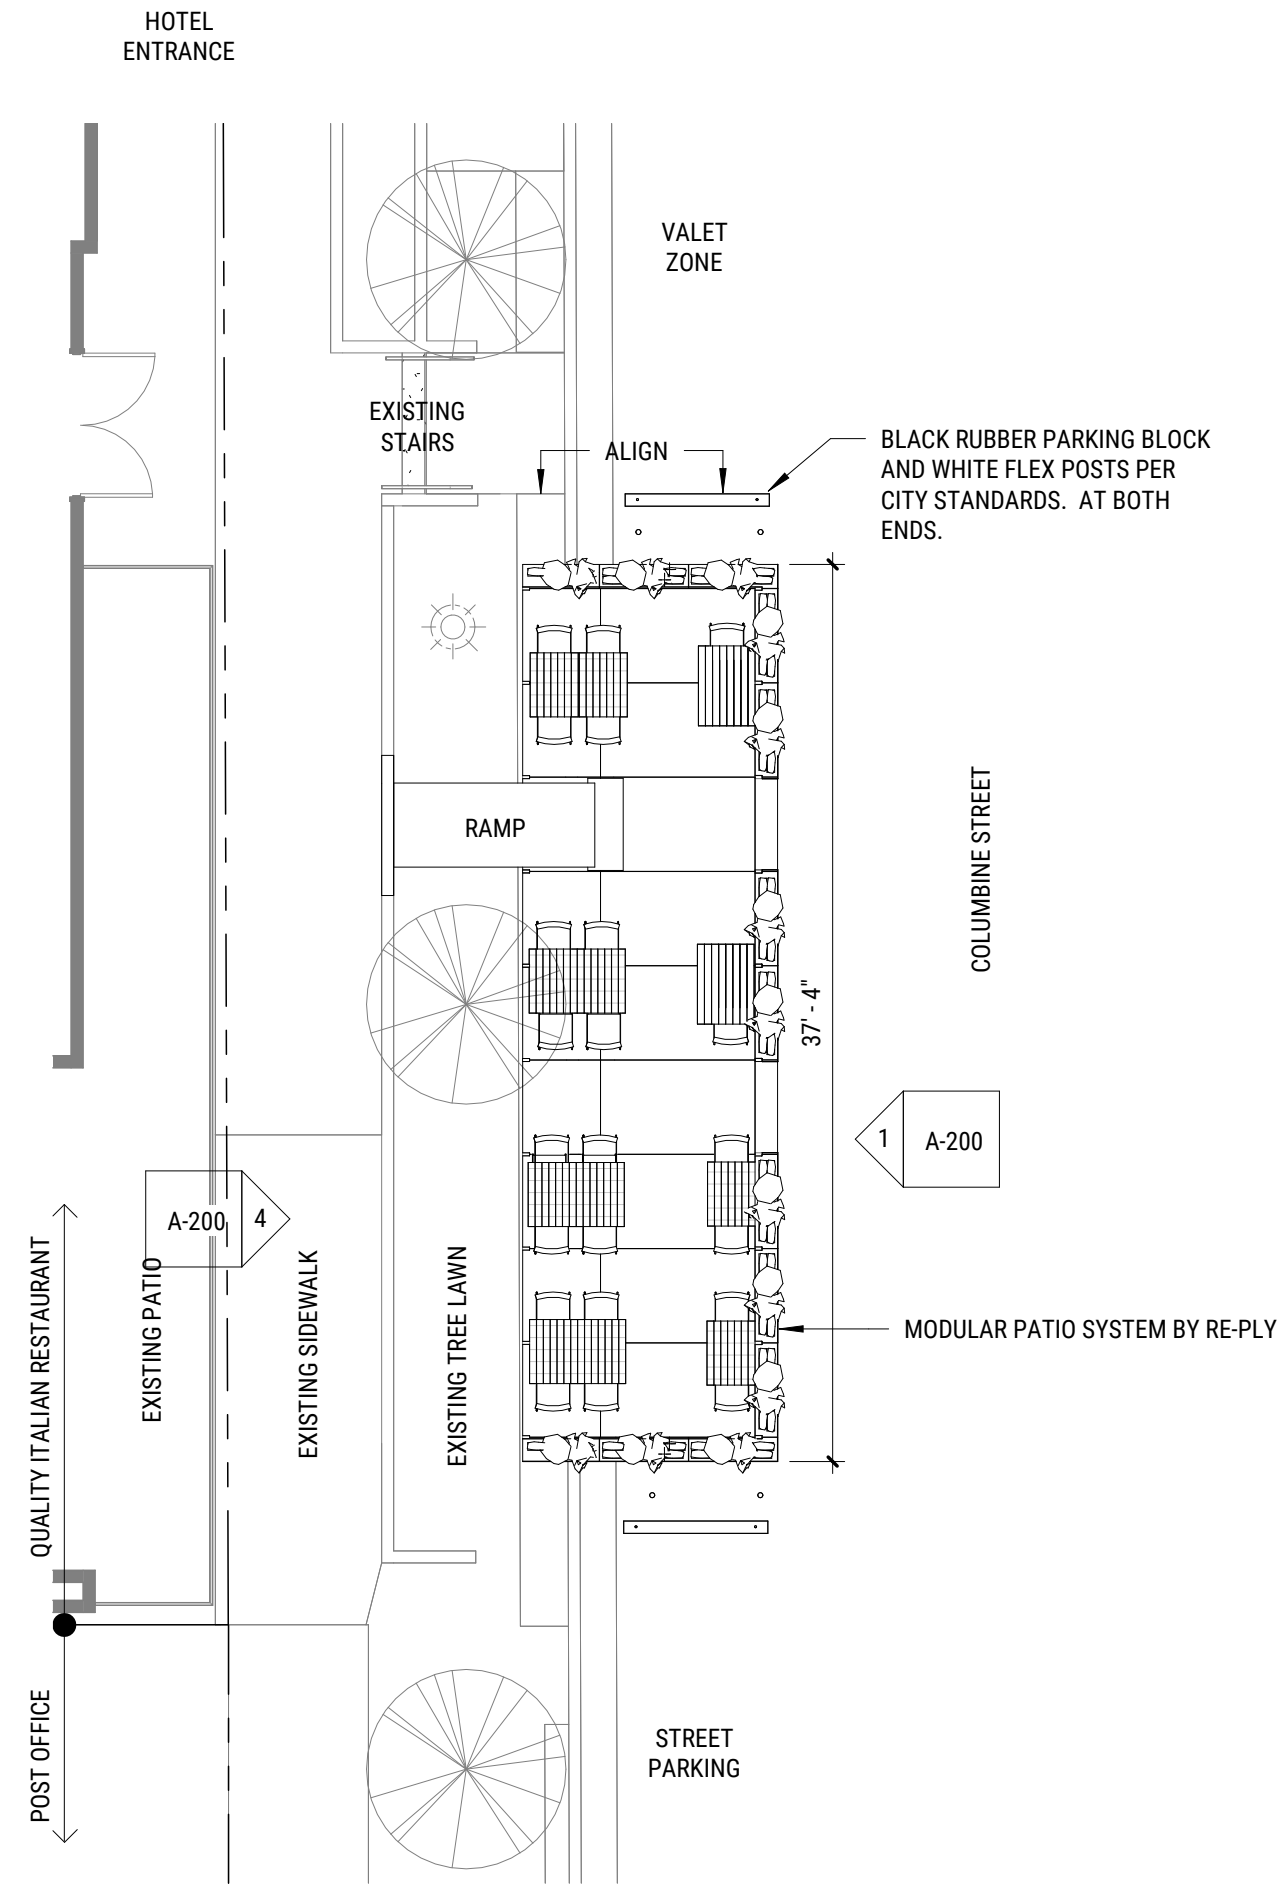 HOTEL
ENTRANCE
VALET
ZONE
EXISTING
STAIRS
ALIGN
BLACK RUBBER PARKING BLOCK
AND WHITE FLEX POSTS PER
CITY STANDARDS.  AT BOTH
ENDS.
RAMP
COLUMBINE STREET
37' - 4"
1
A-200
A-200
4
QUALITY ITALIAN RESTAURANT
EXISTING PATIO
EXISTING SIDEWALK
EXISTING TREE LAWN
MODULAR PATIO SYSTEM BY RE-PLY
POST OFFICE
STREET
PARKING